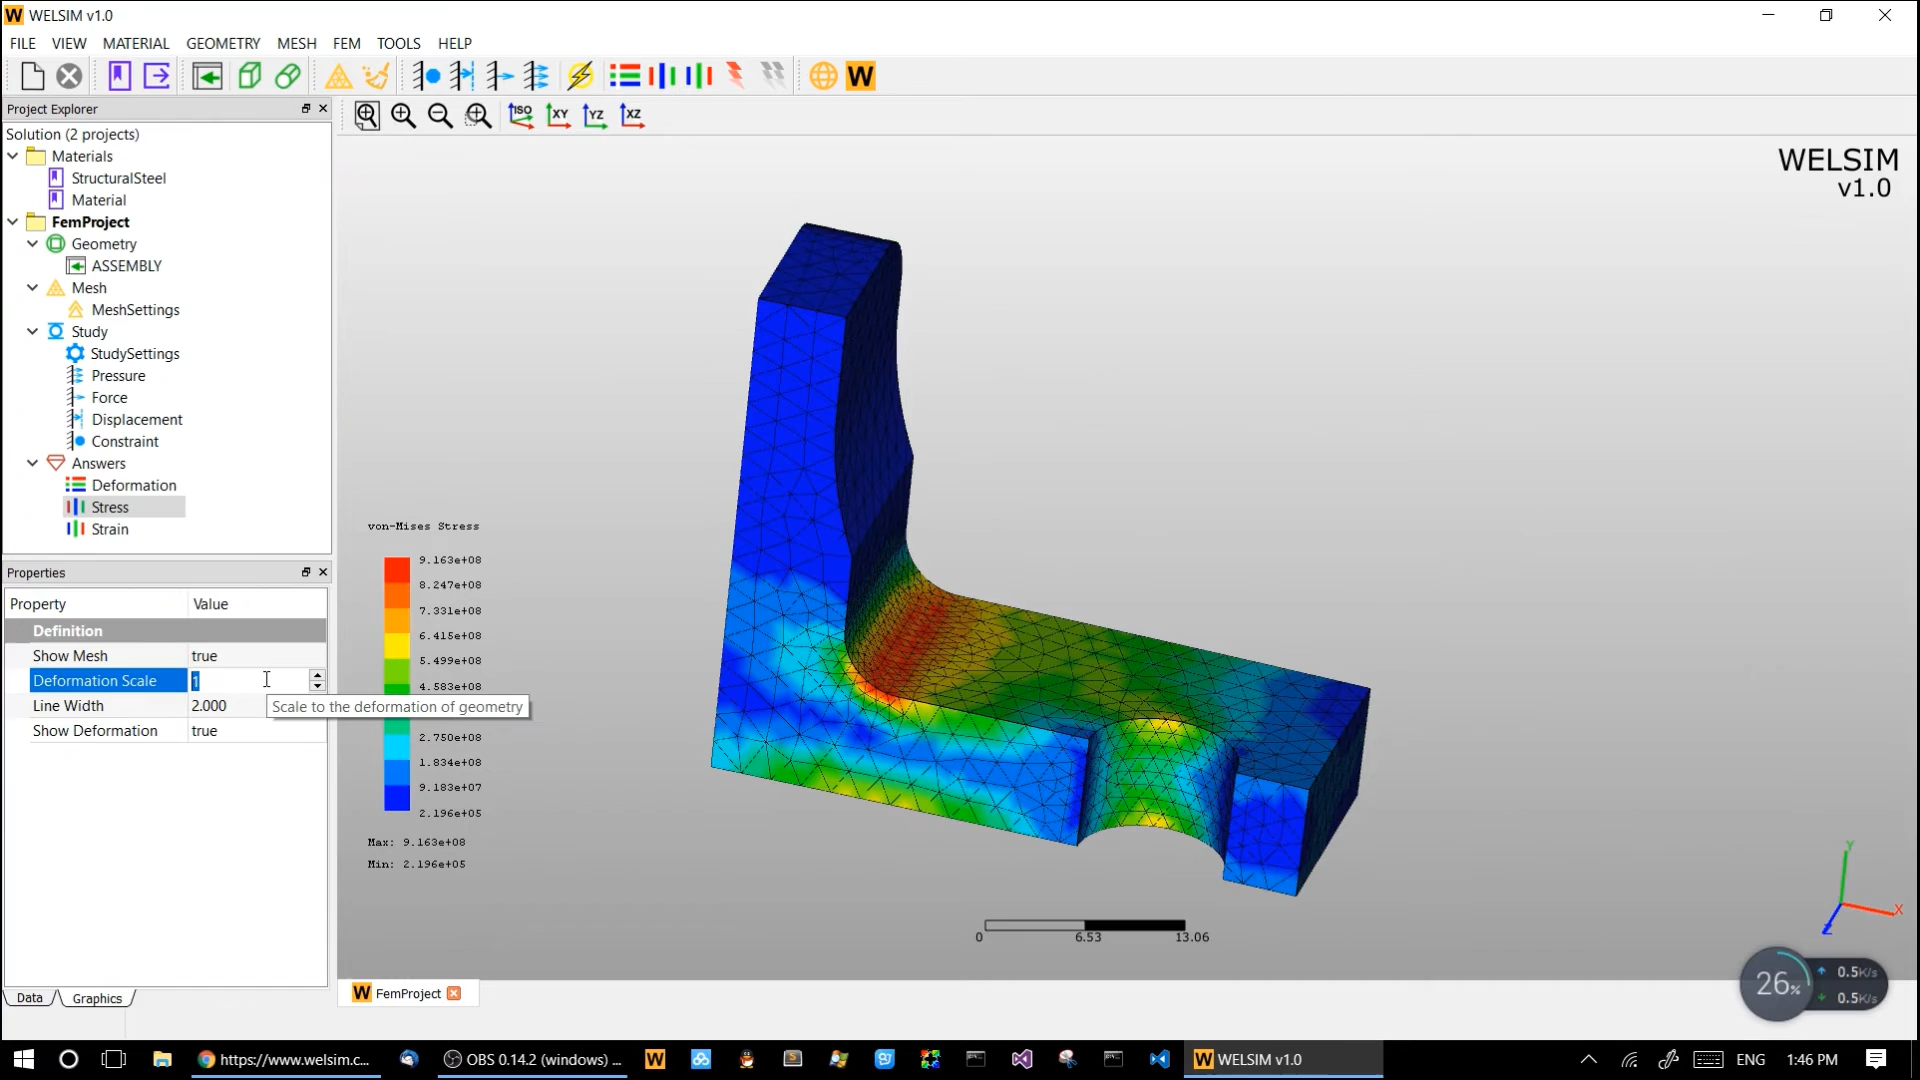 WELSIM v1.0
FILE VIEW MATERIAL GEOMETRY MESH FEM TOOLS HELP
W
Project Explorer
ISO XY YZ XZ
Solution (2 projects)
Materials
StructuralSteel
Material
FemProject
Geometry
ASSEMBLY
Mesh
MeshSettings
Study
StudySettings
Pressure
Force
Displacement
Constraint
Answers
Deformation
Stress
Strain
Properties
Property Value
Definition
Show Mesh true
Deformation Scale 1
Line Width 2.000
Show Deformation true
Scale to the deformation of geometry
Data Graphics
WELSIM
v1.0
von-Mises Stress
9.163e+08
8.247e+08
7.331e+08
6.415e+08
5.499e+08
4.583e+08
2.750e+08
1.834e+08
9.183e+07
2.196e+05
Max: 9.163e+08
Min: 2.196e+05
0 6.53 13.06
Y
X
Z
26%
0.5K/s
0.5K/s
W FemProject
https://www.welsim.c... OBS 0.14.2 (windows) ... W W WELSIM v1.0 ENG 1:46 PM